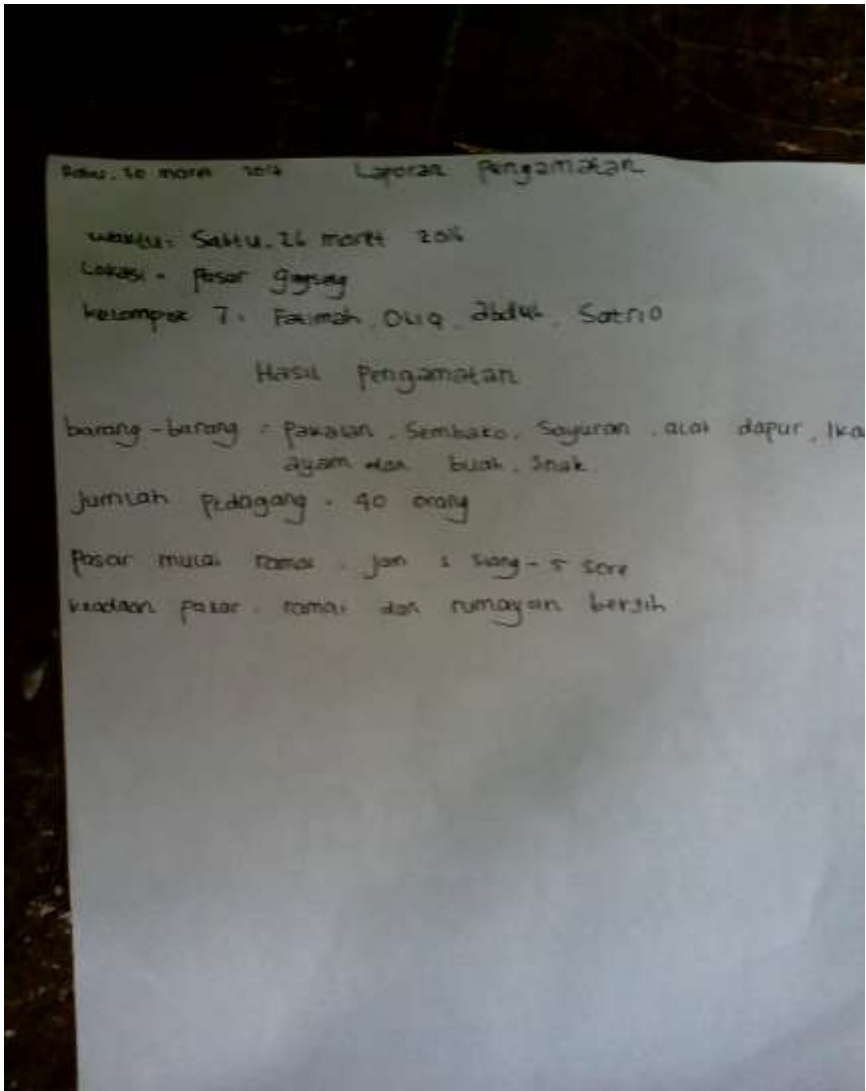 Rabu, 30 maret 2016 Laporan Pengamatan
waktu: Sabtu, 26 maret 2016
Lokasi = pasar
kelompok 7: Fatimah, Oliq, abdul, Satrio
Hasil Pengamatan
barang-barang : Pakaian, Sembako, Sayuran, alat dapur, Ika
ayam dan buah, Snak.
Jumlah Pedagang : 40 orang
Pasar mulai ramai : jam siang - 5 sore
keadaan pasar : ramai dan rumayan bersih